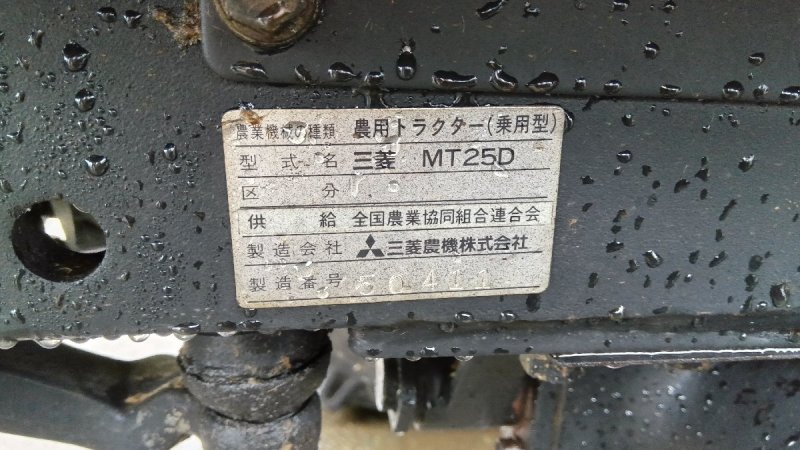 農業機械の種類 農用トラクター(乗用型)
型式名 三菱 MT25D
区分
供給 全国農業協同組合連合会
製造会社 三菱農機株式会社
製造番号 50411